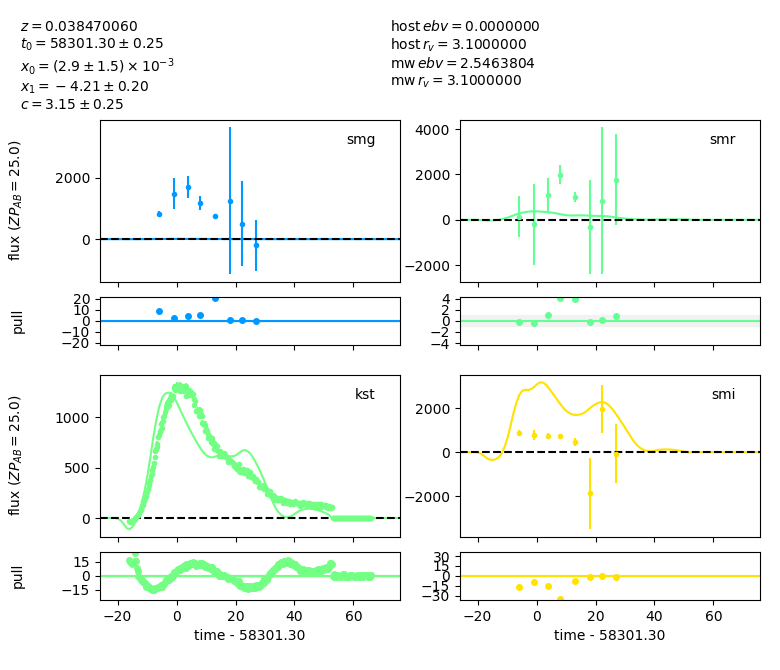 z = 0.038470060
t₀ = 58301.30 ± 0.25
x₀ = (2.9 ± 1.5) × 10⁻³
x₁ = −4.21 ± 0.20
c = 3.15 ± 0.25
host ebv = 0.0000000
host r_v = 3.1000000
mw ebv = 2.5463804
mw r_v = 3.1000000
smg
flux (ZP_AB = 25.0)
2000
0
smr
4000
2000
0
−2000
pull
20
10
0
−10
−20
4
2
0
−2
−4
kst
flux (ZP_AB = 25.0)
1000
500
0
smi
2000
0
−2000
pull
15
0
−15
30
15
0
−15
−30
−20 0 20 40 60
time - 58301.30
−20 0 20 40 60
time - 58301.30